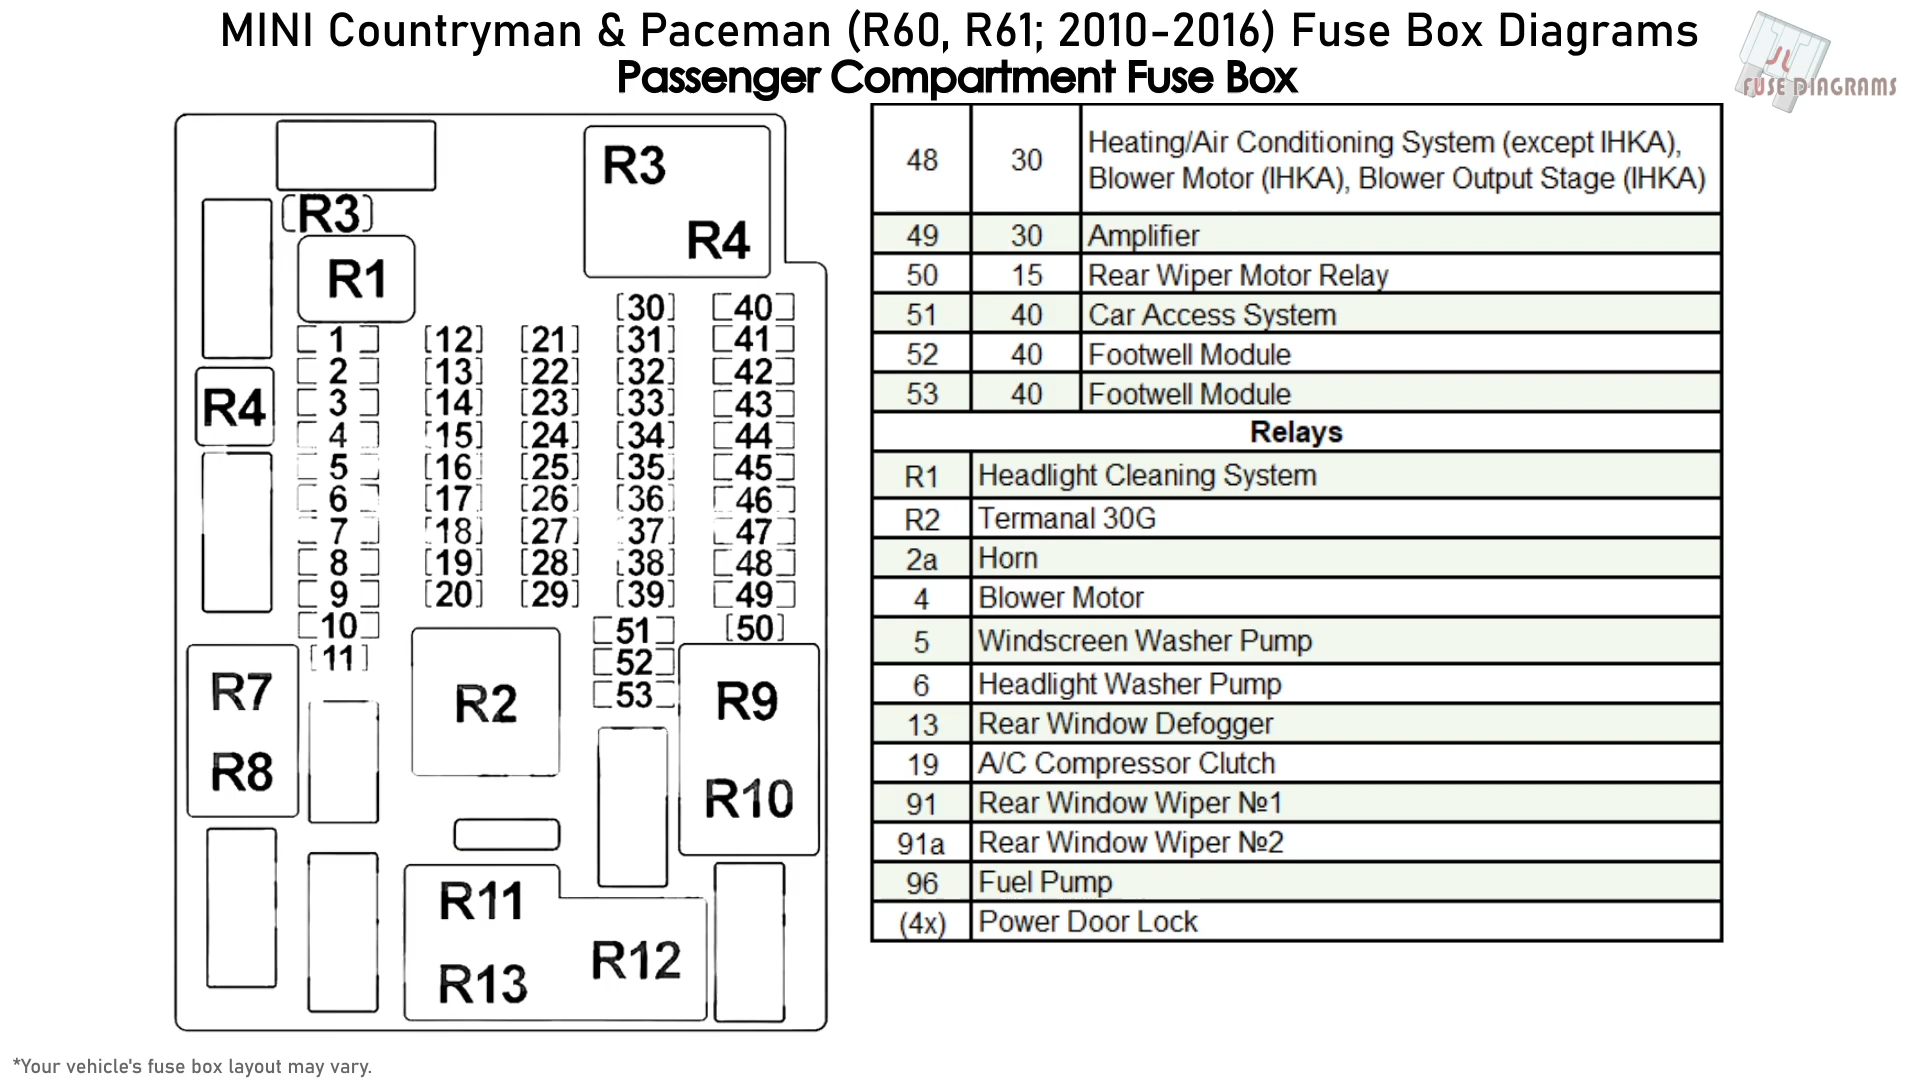 MINI Countryman & Paceman (R60, R61; 2010-2016) Fuse Box Diagrams
Passenger Compartment Fuse Box
JL
FUSE DIAGRAMS
R3
R4
[R3]
R1
[30] [40]
1 [12] [21] [31] 41
2 [13] [22] [32] 42
3 [14] [23] [33] 43
R4
4 [15] [24] [34] 44
5 [16] [25] [35] 45
6 [17] [26] [36] 46
7 [18] [27] 37 47
8 [19] [28] [38] 48
9 [20] [29] [39] 49
10 51 [50]
[11] 52
53
R7
R8
R2
R9
R10
R11
R12
R13
48 30 Heating/Air Conditioning System (except IHKA),
Blower Motor (IHKA), Blower Output Stage (IHKA)
49 30 Amplifier
50 15 Rear Wiper Motor Relay
51 40 Car Access System
52 40 Footwell Module
53 40 Footwell Module
Relays
R1 Headlight Cleaning System
R2 Termanal 30G
2a Horn
4 Blower Motor
5 Windscreen Washer Pump
6 Headlight Washer Pump
13 Rear Window Defogger
19 A/C Compressor Clutch
91 Rear Window Wiper №1
91a Rear Window Wiper №2
96 Fuel Pump
(4x) Power Door Lock
*Your vehicle's fuse box layout may vary.